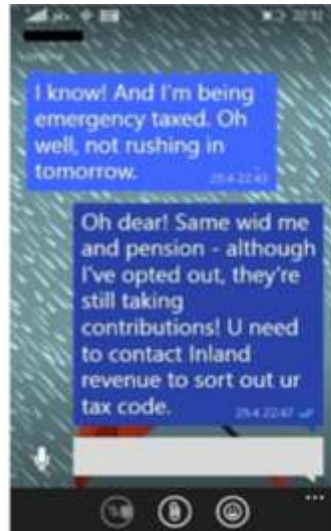 I know! And I'm being
emergency taxed. Oh
well, not rushing in
tomorrow.
29.4 22:43
Oh dear! Same wid me
and pension - although
I've opted out, they're
still taking
contributions! U need
to contact Inland
revenue to sort out ur
tax code.
29.4 22:47